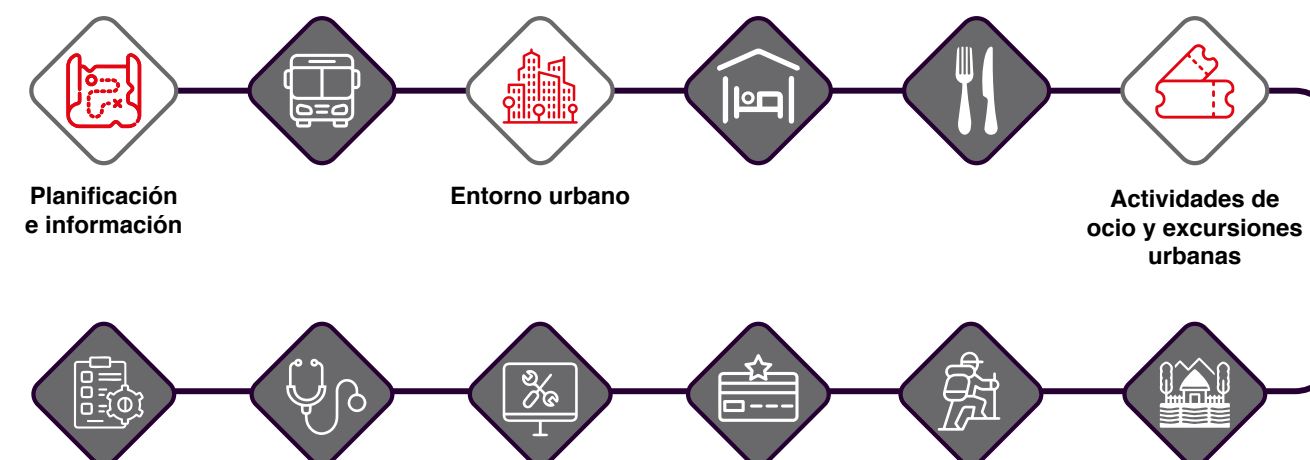 Planificación
e información
Entorno urbano
Actividades de
ocio y excursiones
urbanas